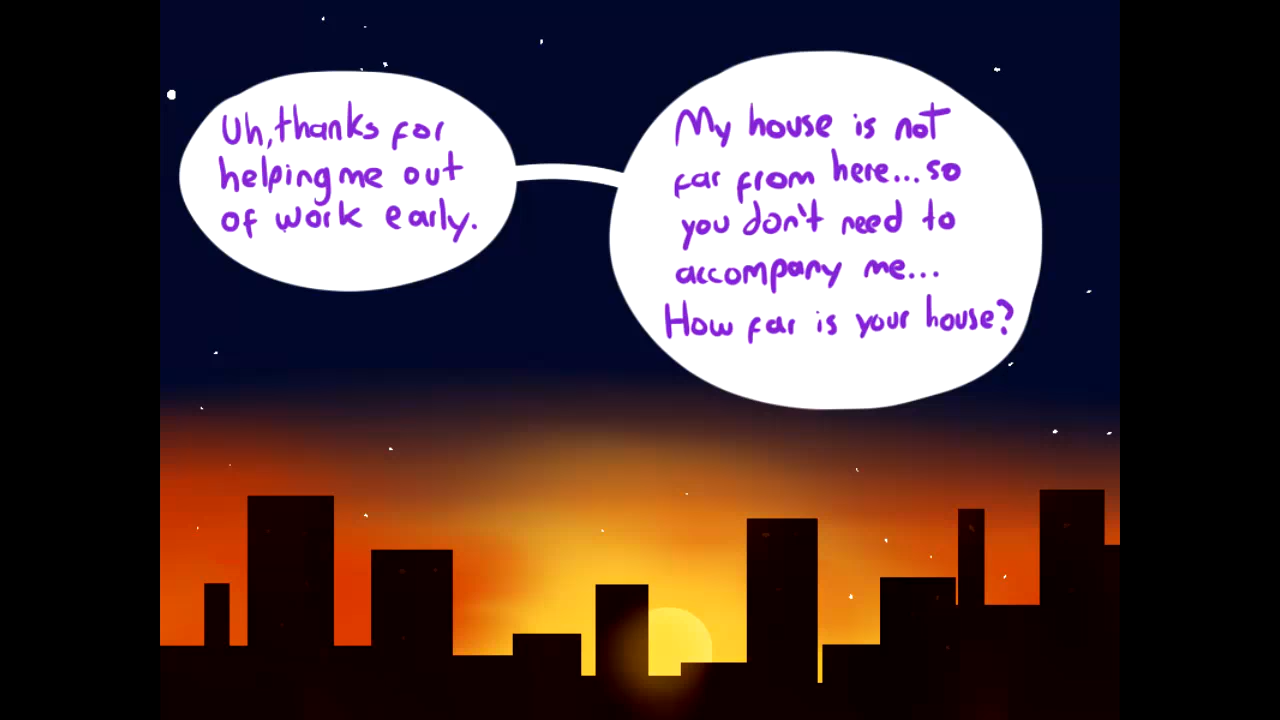 Uh, thanks for
helping me out
of work early.
My house is not
far from here... so
you don't need to
accompany me...
How far is your house?